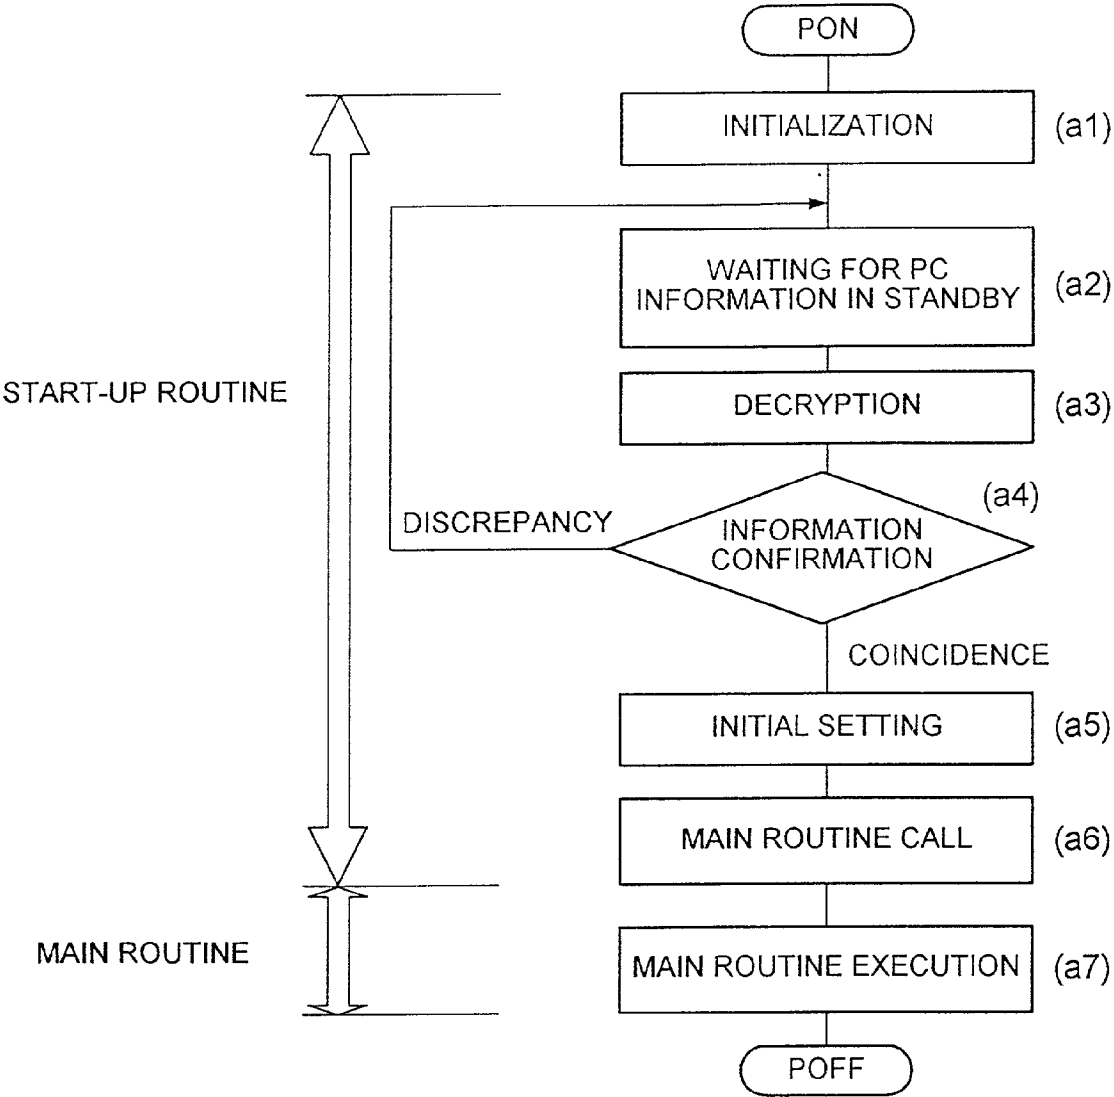 PON
INITIALIZATION
(a1)
WAITING FOR PC
INFORMATION IN STANDBY
(a2)
START-UP ROUTINE
DECRYPTION
(a3)
(a4)
DISCREPANCY
INFORMATION
CONFIRMATION
COINCIDENCE
INITIAL SETTING
(a5)
MAIN ROUTINE CALL
(a6)
MAIN ROUTINE
MAIN ROUTINE EXECUTION
(a7)
POFF